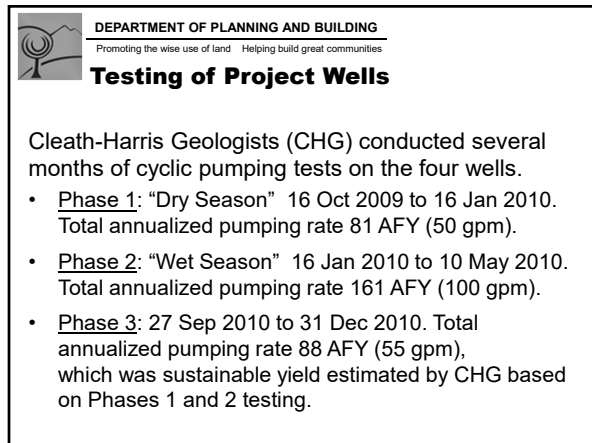 DEPARTMENT OF PLANNING AND BUILDING
Promoting the wise use of land Helping build great communities
Testing of Project Wells
Cleath-Harris Geologists (CHG) conducted several
months of cyclic pumping tests on the four wells.
• Phase 1: “Dry Season” 16 Oct 2009 to 16 Jan 2010.
Total annualized pumping rate 81 AFY (50 gpm).
• Phase 2: “Wet Season” 16 Jan 2010 to 10 May 2010.
Total annualized pumping rate 161 AFY (100 gpm).
• Phase 3: 27 Sep 2010 to 31 Dec 2010. Total
annualized pumping rate 88 AFY (55 gpm),
which was sustainable yield estimated by CHG based
on Phases 1 and 2 testing.